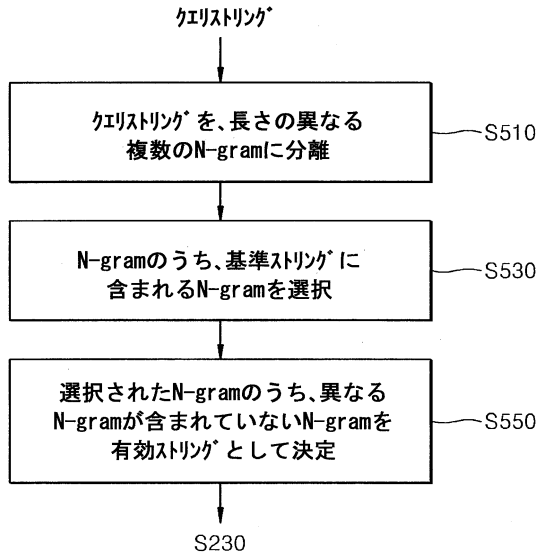 ｸｴﾘｽﾄﾘﾝｸﾞ
ｸｴﾘｽﾄﾘﾝｸﾞを、長さの異なる
複数のN-gramに分離
S510
N-gramのうち、基準ｽﾄﾘﾝｸﾞに
含まれるN-gramを選択
S530
選択されたN-gramのうち、異なる
N-gramが含まれていないN-gramを
有効ｽﾄﾘﾝｸﾞとして決定
S550
S230